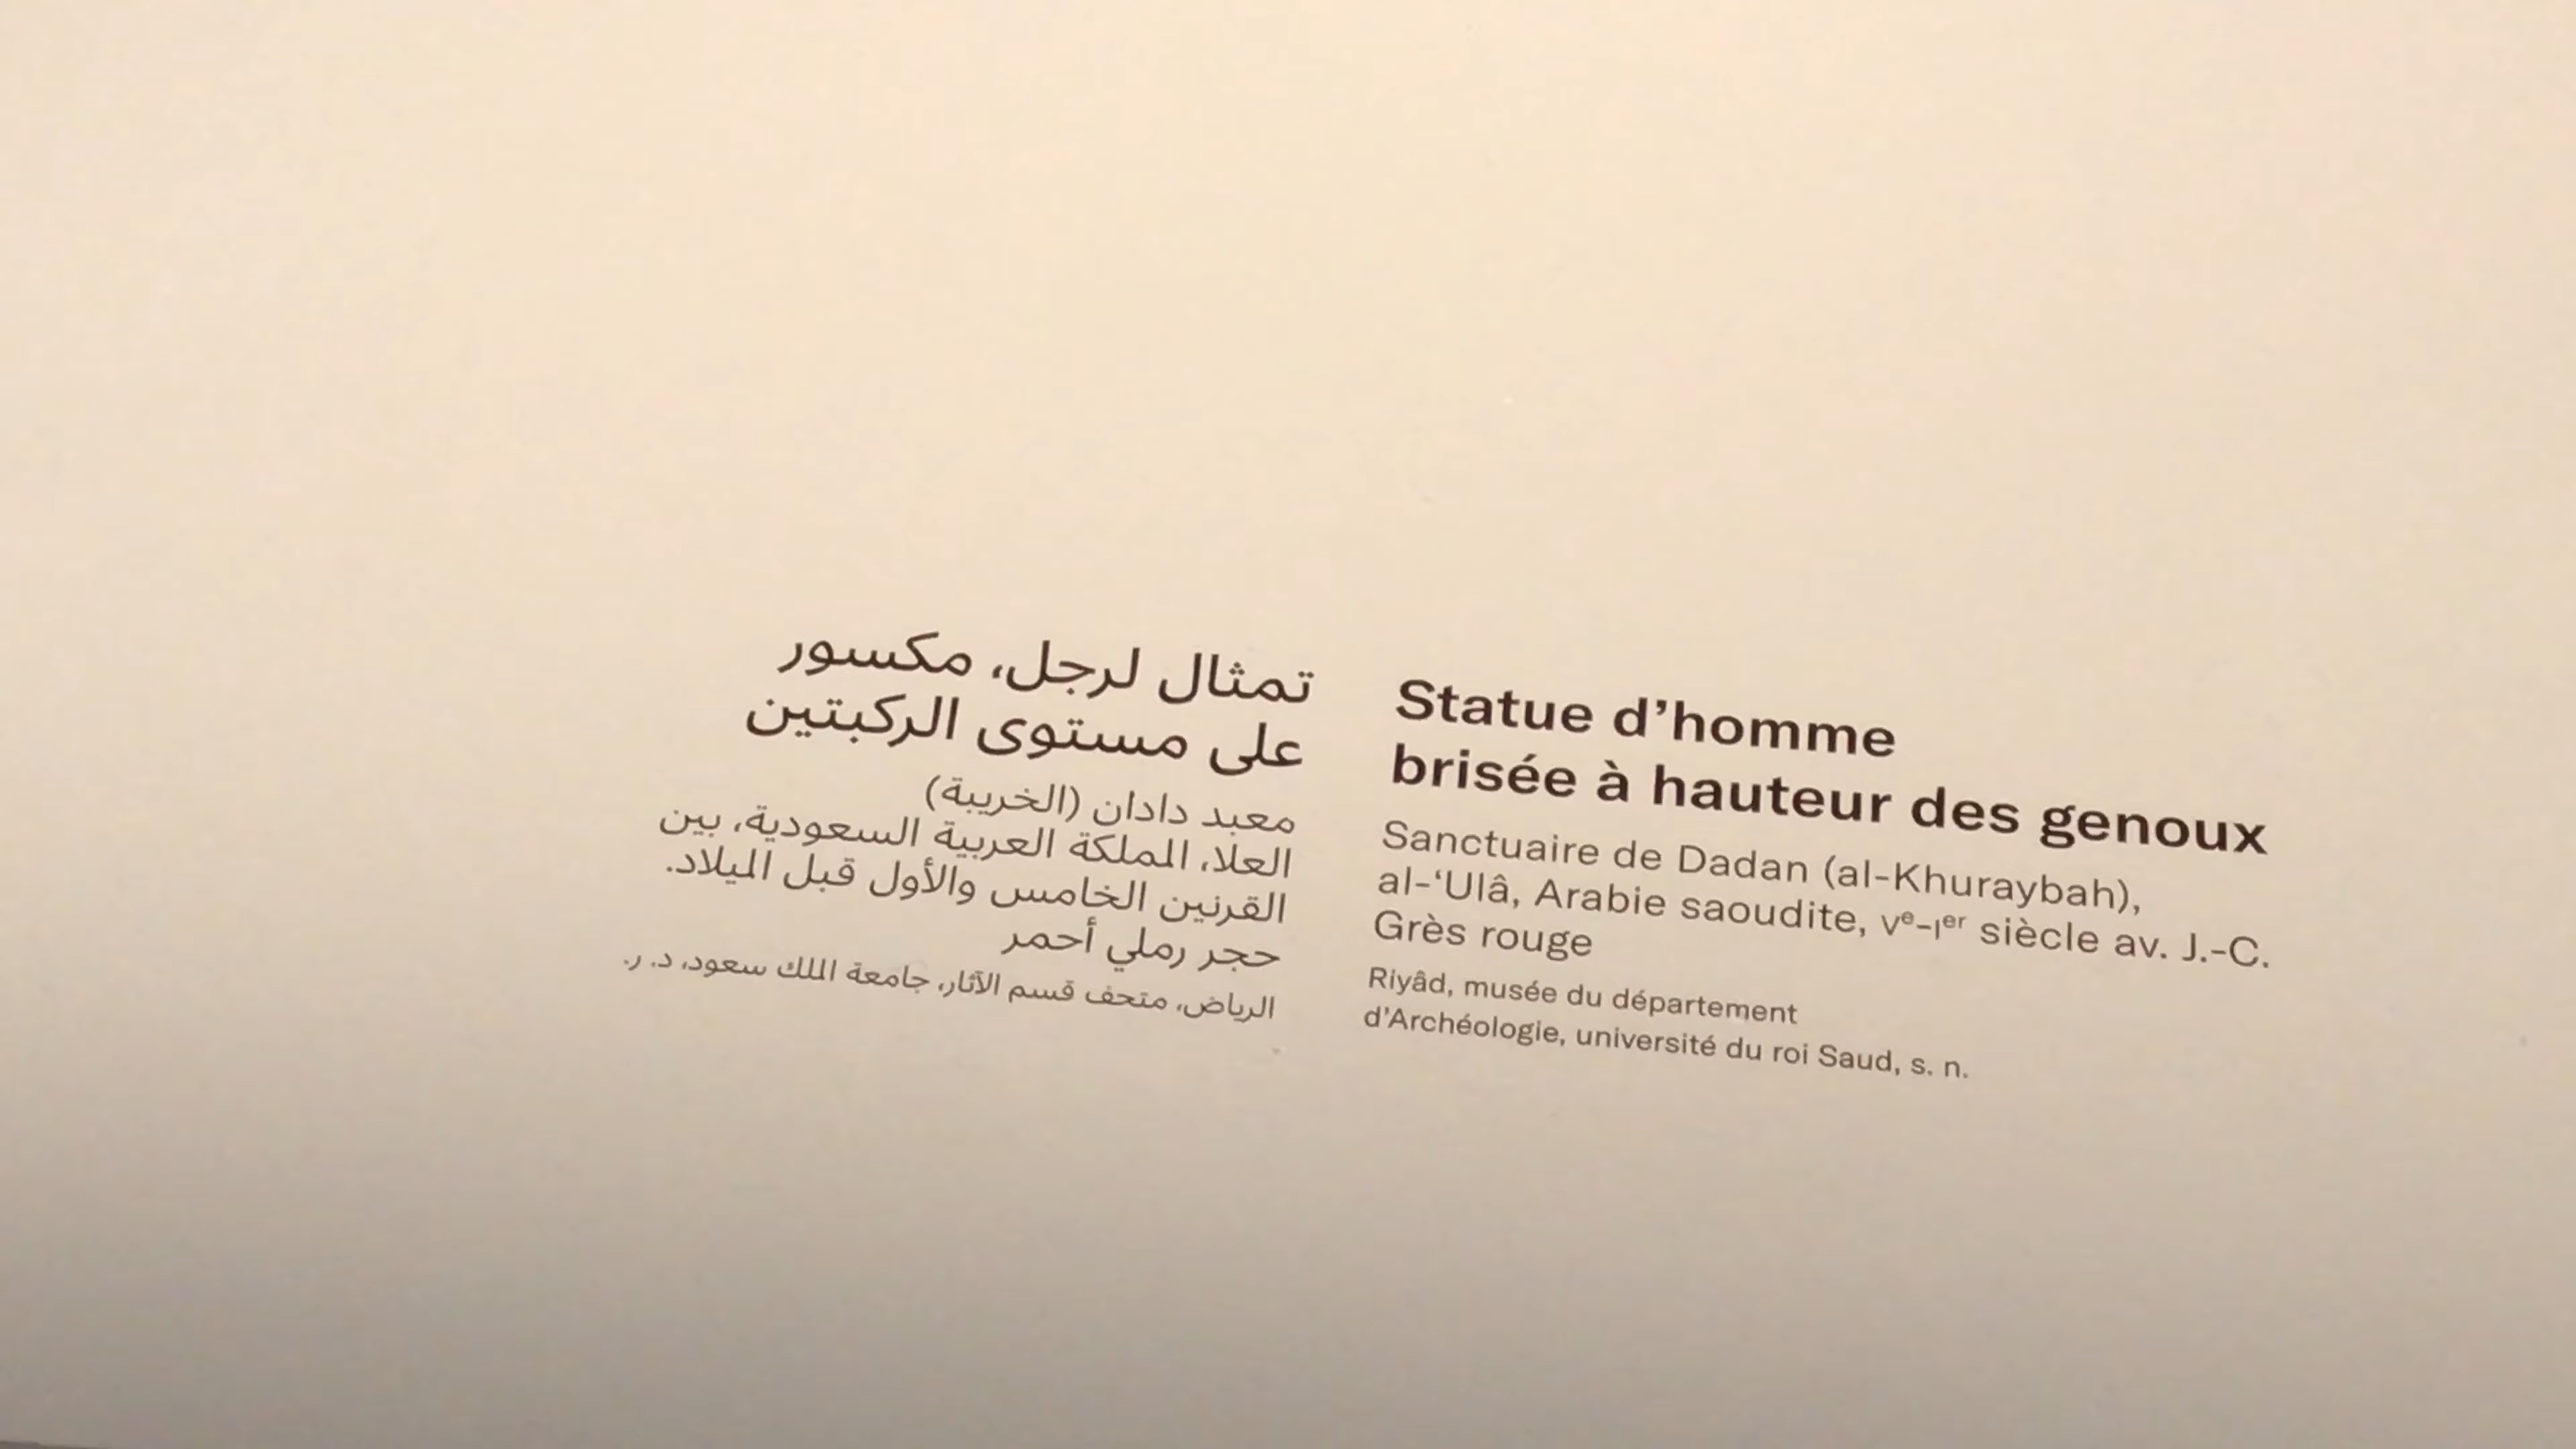 تمثال لرجل، مكسور
على مستوى الركبتين
معبد دادان (الخريبة)
العلا، المملكة العربية السعودية، بين
القرنين الخامس والأول قبل الميلاد.
حجر رملي أحمر
الرياض، متحف قسم الآثار، جامعة الملك سعود، د. ر.
Statue d’homme
brisée à hauteur des genoux
Sanctuaire de Dadan (al-Khuraybah),
al-‘Ulâ, Arabie saoudite, Vᵉ-Iᵉʳ siècle av. J.-C.
Grès rouge
Riyâd, musée du département
d'Archéologie, université du roi Saud, s. n.